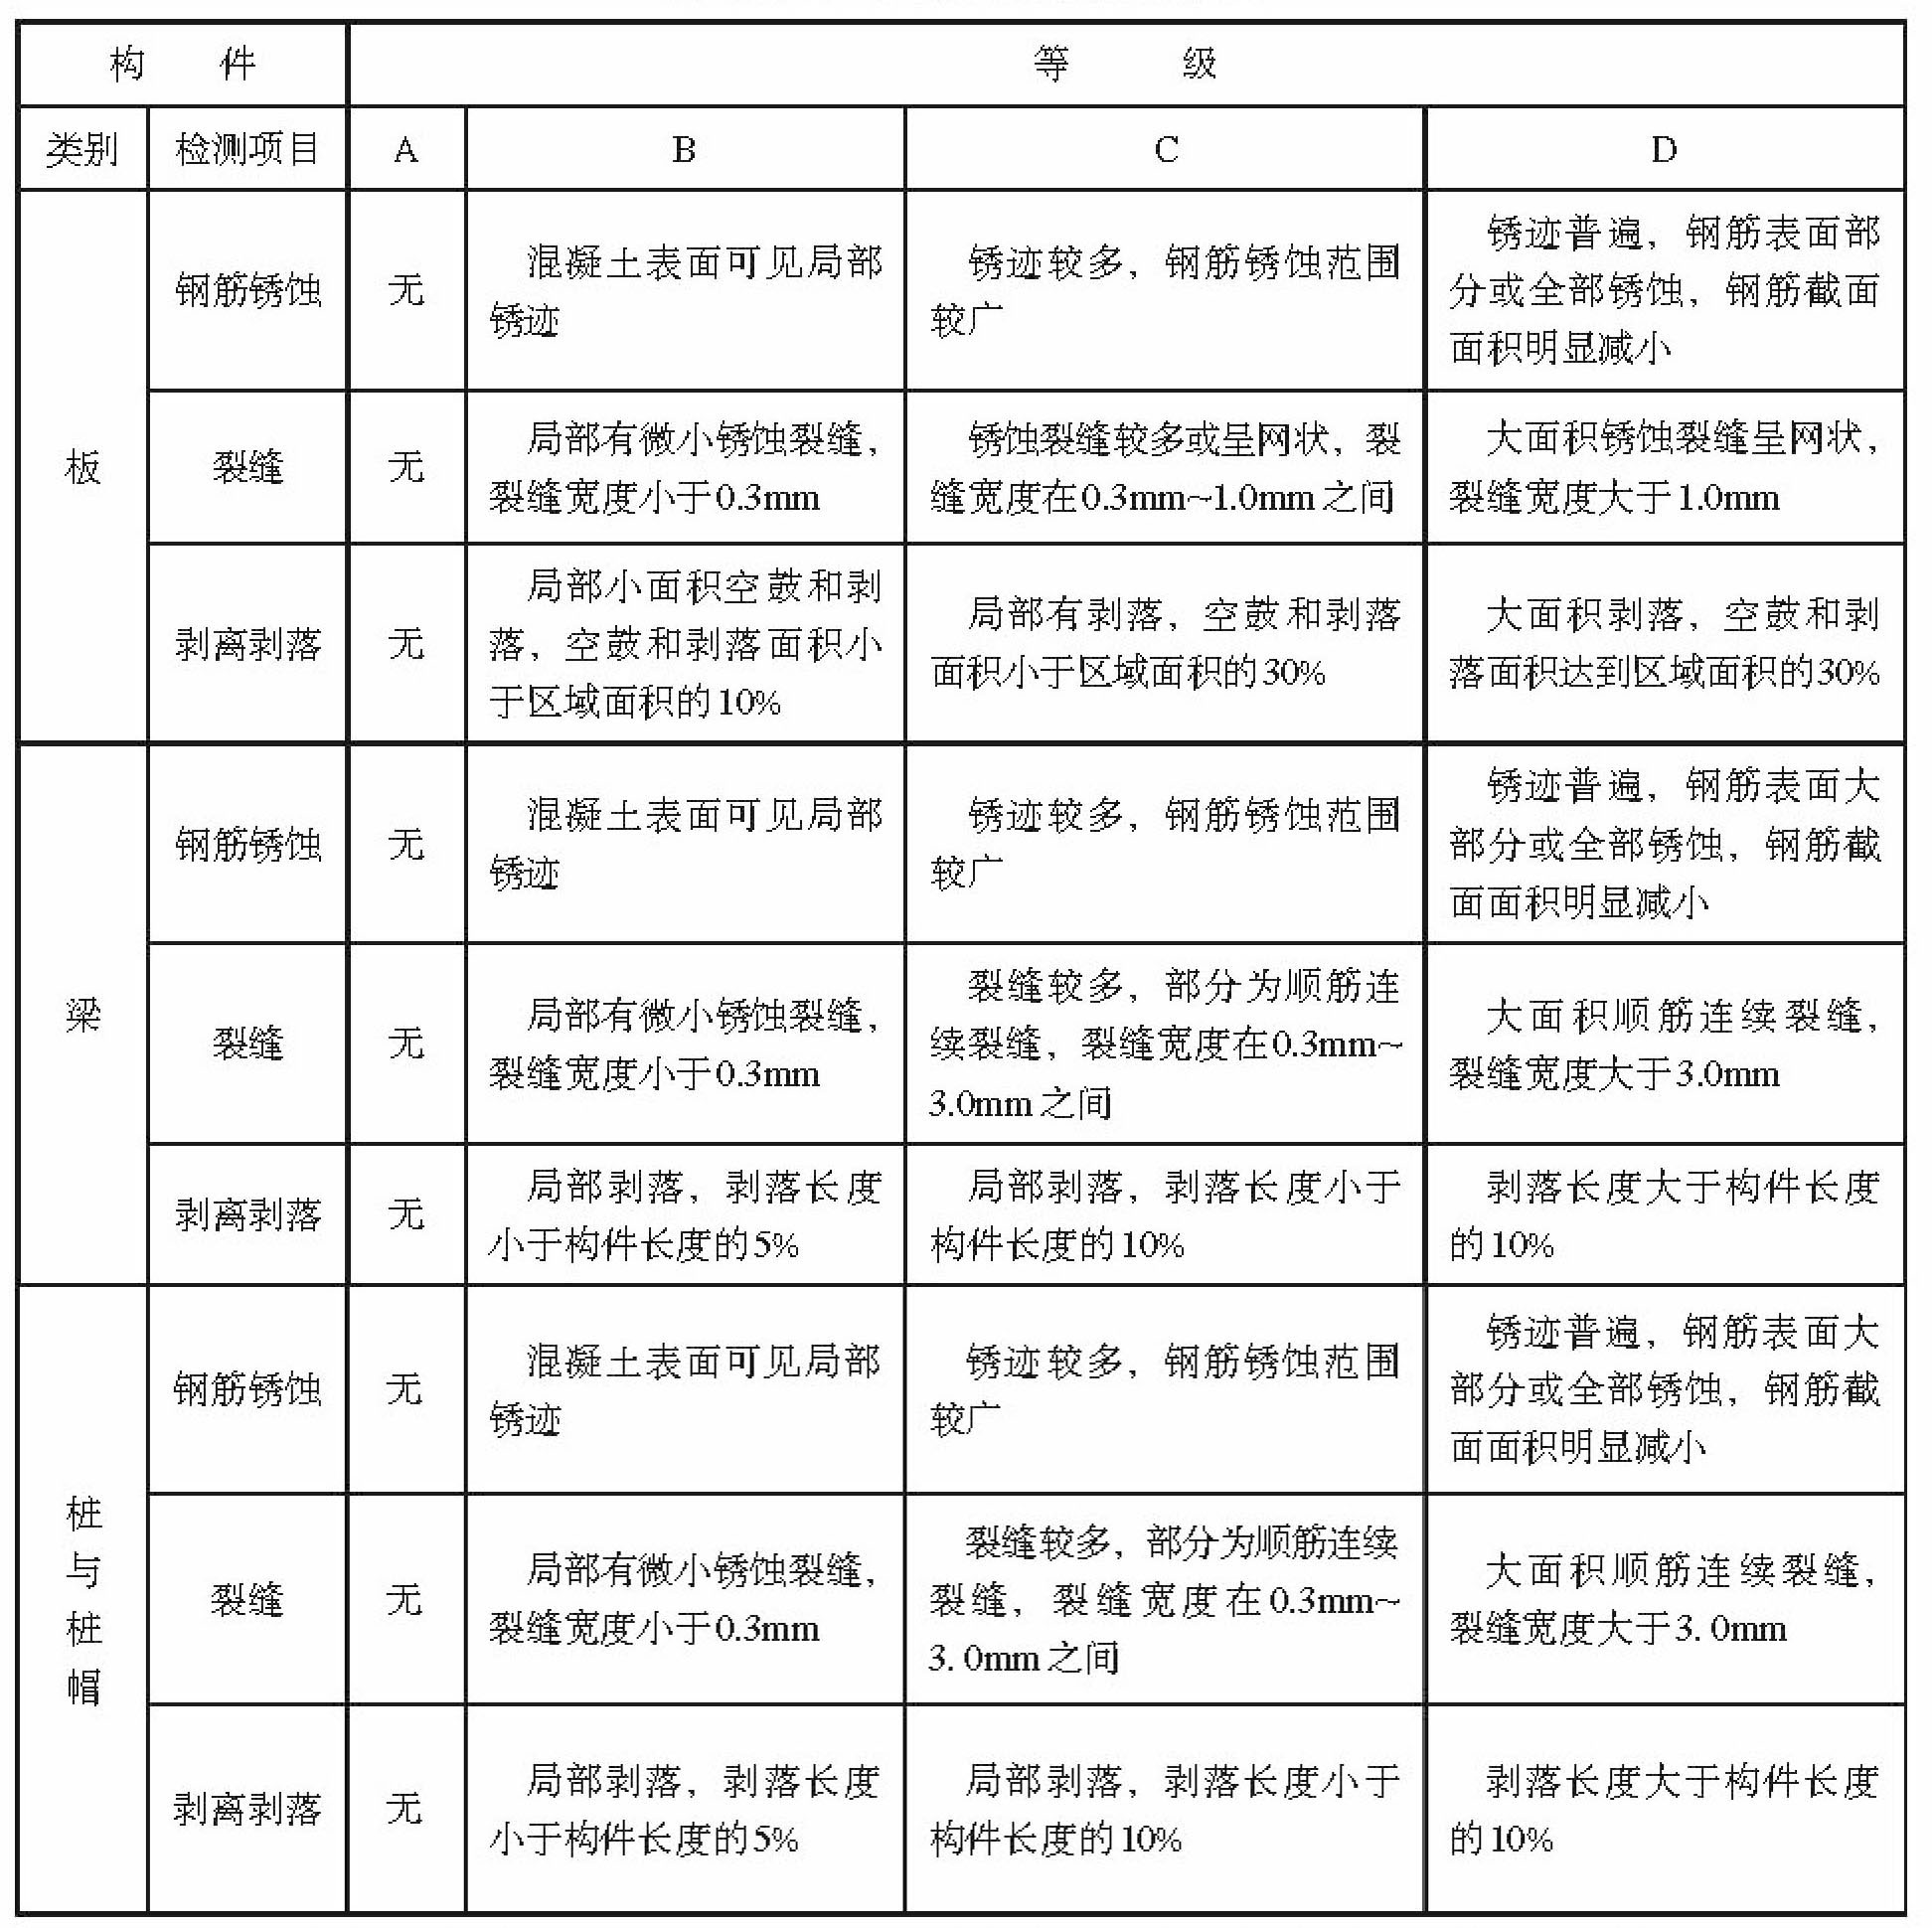 构 件
等 级
类别
检测项目
A
B
C
D
板
钢筋锈蚀
无
混凝土表面可见局部
锈迹
锈迹较多，钢筋锈蚀范围
较广
锈迹普遍，钢筋表面部
分或全部锈蚀，钢筋截面
面积明显减小
裂缝
无
局部有微小锈蚀裂缝，
裂缝宽度小于0.3mm
锈蚀裂缝较多或呈网状，裂
缝宽度在0.3mm~1.0mm之间
大面积锈蚀裂缝呈网状，
裂缝宽度大于1.0mm
剥离剥落
无
局部小面积空鼓和剥
落，空鼓和剥落面积小
于区域面积的10%
局部有剥落，空鼓和剥落
面积小于区域面积的30%
大面积剥落，空鼓和剥
落面积达到区域面积的30%
梁
钢筋锈蚀
无
混凝土表面可见局部
锈迹
锈迹较多，钢筋锈蚀范围
较广
锈迹普遍，钢筋表面大
部分或全部锈蚀，钢筋截
面面积明显减小
裂缝
无
局部有微小锈蚀裂缝，
裂缝宽度小于0.3mm
裂缝较多，部分为顺筋连
续裂缝，裂缝宽度在0.3mm~
3.0mm之间
大面积顺筋连续裂缝，
裂缝宽度大于3.0mm
剥离剥落
无
局部剥落，剥落长度
小于构件长度的5%
局部剥落，剥落长度小于
构件长度的10%
剥落长度大于构件长度
的10%
桩
与
桩
帽
钢筋锈蚀
无
混凝土表面可见局部
锈迹
锈迹较多，钢筋锈蚀范围
较广
锈迹普遍，钢筋表面大
部分或全部锈蚀，钢筋截
面面积明显减小
裂缝
无
局部有微小锈蚀裂缝，
裂缝宽度小于0.3mm
裂缝较多，部分为顺筋连续
裂缝，裂缝宽度在0.3mm~
3. 0mm之间
大面积顺筋连续裂缝，
裂缝宽度大于3. 0mm
剥离剥落
无
局部剥落，剥落长度
小于构件长度的5%
局部剥落，剥落长度小于
构件长度的10%
剥落长度大于构件长度
的10%